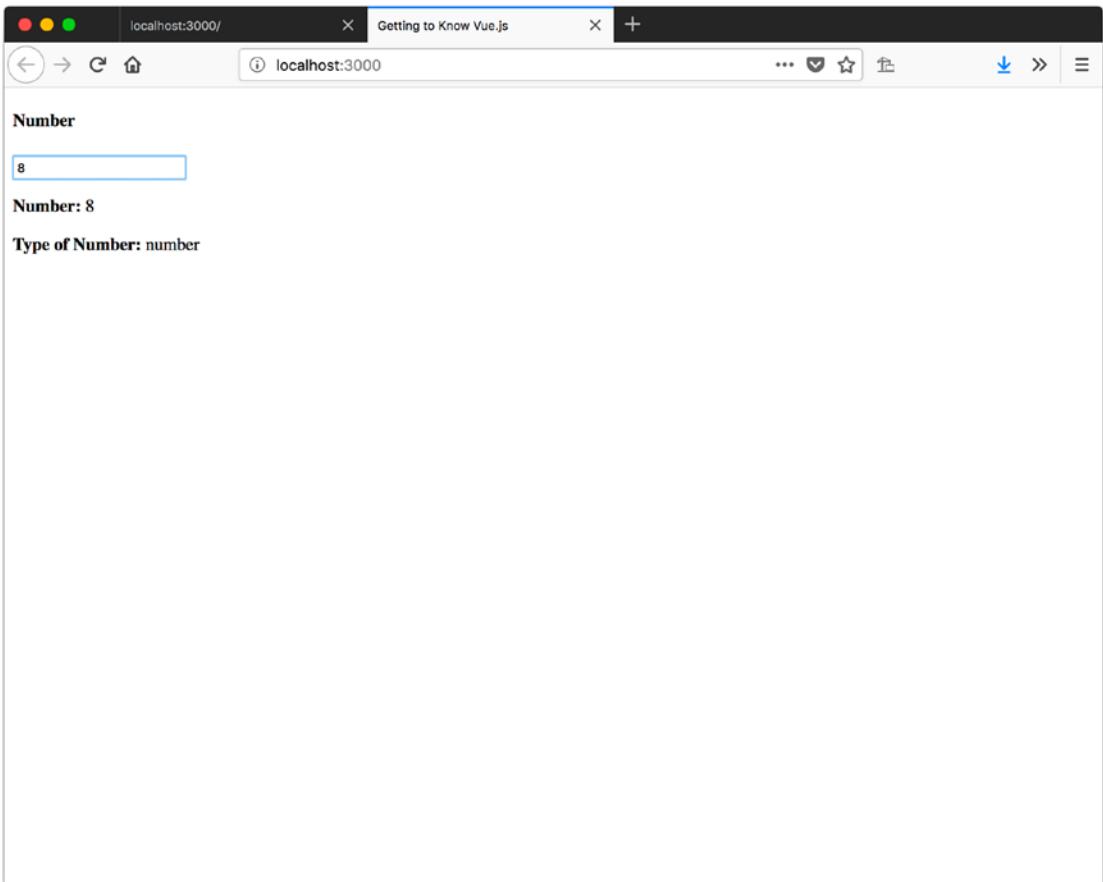 localhost:3000/
Getting to Know Vue.js
localhost:3000
Number
8
Number: 8
Type of Number: number